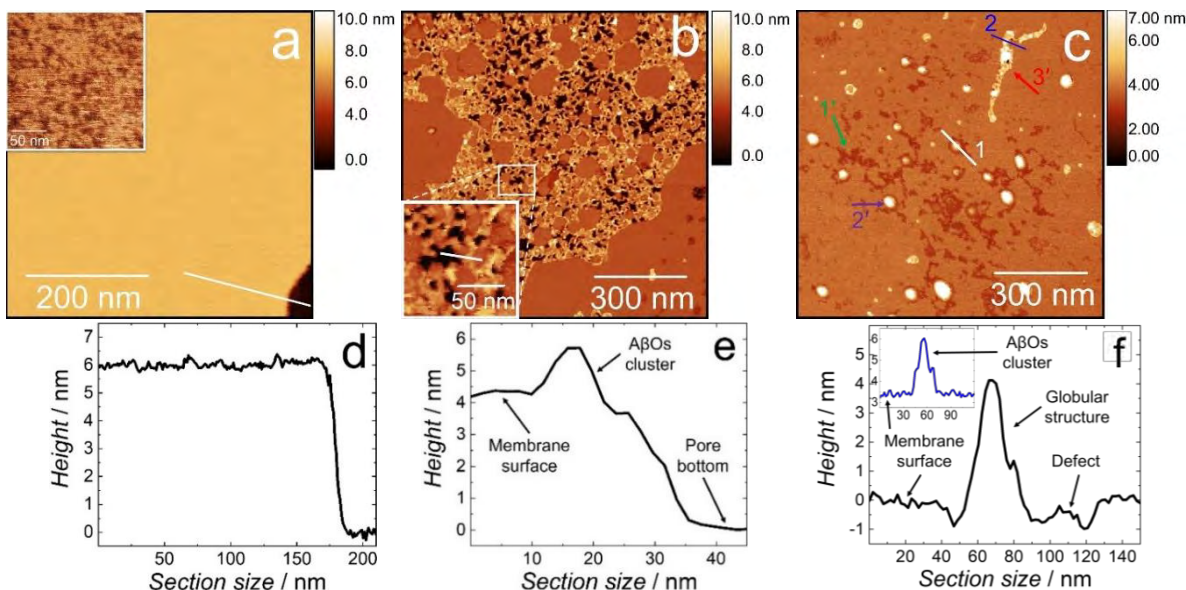 a
50 nm
200 nm
10.0 nm
8.0
6.0
4.0
0.0
b
50 nm
300 nm
10.0 nm
8.0
6.0
4.0
0.0
c
2
3'
1'
1
2'
300 nm
7.00 nm
6.00
4.00
2.00
0.00
d
Height / nm
7
6
5
4
3
2
1
0
50 100 150 200
Section size / nm
e
Height / nm
6
5
4
3
2
1
0
AβOs
cluster
Membrane
surface
Pore
bottom
0 10 20 30 40
Section size / nm
f
Height / nm
5
4
3
2
1
0
-1
6
5
4
3
30 60 90
AβOs
cluster
Globular
structure
Membrane
surface
Defect
20 40 60 80 100 120 140
Section size / nm